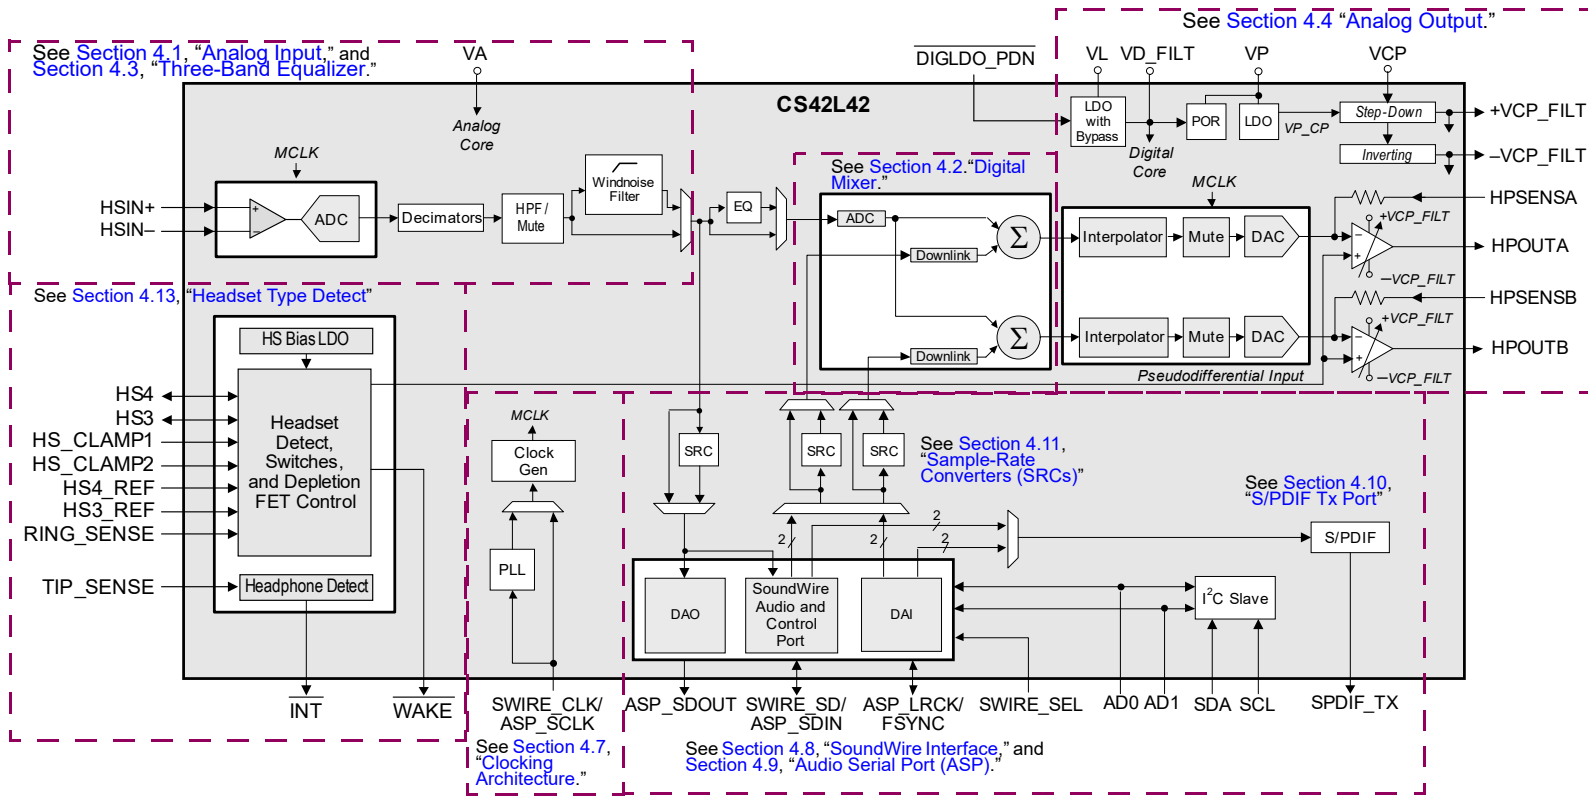 See Section 4.4 “Analog Output.”
See Section 4.1, “Analog Input,” and
Section 4.3, “Three-Band Equalizer.”
VA
DIGLDO_PDN
VL
VD_FILT
VP
VCP
CS42L42
Analog
Core
LDO
with
Bypass
POR
LDO
VP_CP
Step-Down
+VCP_FILT
Digital
Core
Inverting
–VCP_FILT
MCLK
HSIN+
HSIN–
+
–
ADC
Decimators
HPF /
Mute
Windnoise
Filter
EQ
See Section 4.2.“Digital
Mixer.”
ADC
Downlink
Σ
Downlink
Σ
MCLK
Interpolator
Mute
DAC
Interpolator
Mute
DAC
Pseudodifferential Input
HPSENSA
+VCP_FILT
–
+
HPOUTA
–VCP_FILT
HPSENSB
+VCP_FILT
–
+
HPOUTB
–VCP_FILT
See Section 4.13, “Headset Type Detect”
HS Bias LDO
HS4
HS3
HS_CLAMP1
HS_CLAMP2
HS4_REF
HS3_REF
RING_SENSE
TIP_SENSE
Headset
Detect,
Switches,
and Depletion
FET Control
Headphone Detect
INT
WAKE
MCLK
Clock
Gen
PLL
SWIRE_CLK/
ASP_SCLK
See Section 4.7,
“Clocking
Architecture.”
SRC
SRC
SRC
See Section 4.11,
“Sample-Rate
Converters (SRCs)”
2
2
2
2
See Section 4.10,
“S/PDIF Tx Port”
S/PDIF
DAO
SoundWire
Audio and
Control
Port
DAI
I2C Slave
ASP_SDOUT
SWIRE_SD/
ASP_SDIN
ASP_LRCK/
FSYNC
SWIRE_SEL
AD0
AD1
SDA
SCL
SPDIF_TX
See Section 4.8, “SoundWire Interface,” and
Section 4.9, “Audio Serial Port (ASP).”